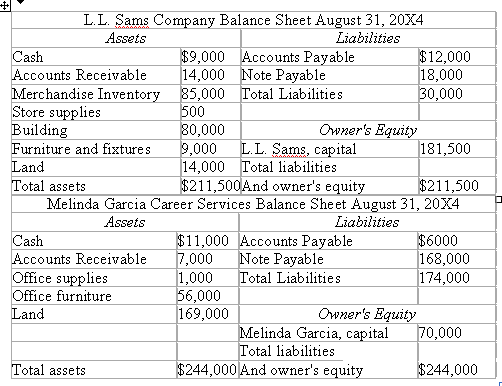 L.L. Sams Company Balance Sheet August 31, 20X4
Assets Liabilities
Cash $9,000 Accounts Payable $12,000
Accounts Receivable 14,000 Note Payable 18,000
Merchandise Inventory 85,000 Total Liabilities 30,000
Store supplies 500
Building 80,000 Owner's Equity
Furniture and fixtures 9,000 L.L. Sams, capital 181,500
Land 14,000 Total liabilities
Total assets $211,500 And owner's equity $211,500
Melinda Garcia Career Services Balance Sheet August 31, 20X4
Assets Liabilities
Cash $11,000 Accounts Payable $6000
Accounts Receivable 7,000 Note Payable 168,000
Office supplies 1,000 Total Liabilities 174,000
Office furniture 56,000
Land 169,000 Owner's Equity
Melinda Garcia, capital 70,000
Total liabilities
Total assets $244,000 And owner's equity $244,000